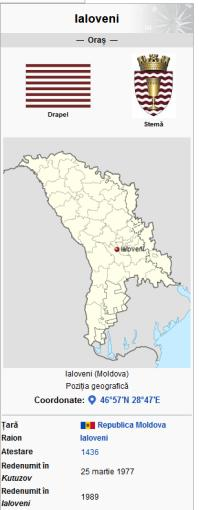 Ialoveni
— Oraș —
Drapel
Stemă
Ialoveni
Ialoveni (Moldova)
Poziția geografică
Coordonate: 46°57′N 28°47′E
Țară Republica Moldova
Raion Ialoveni
Atestare 1436
Redenumit în
Kutuzov 25 martie 1977
Redenumit în
Ialoveni 1989